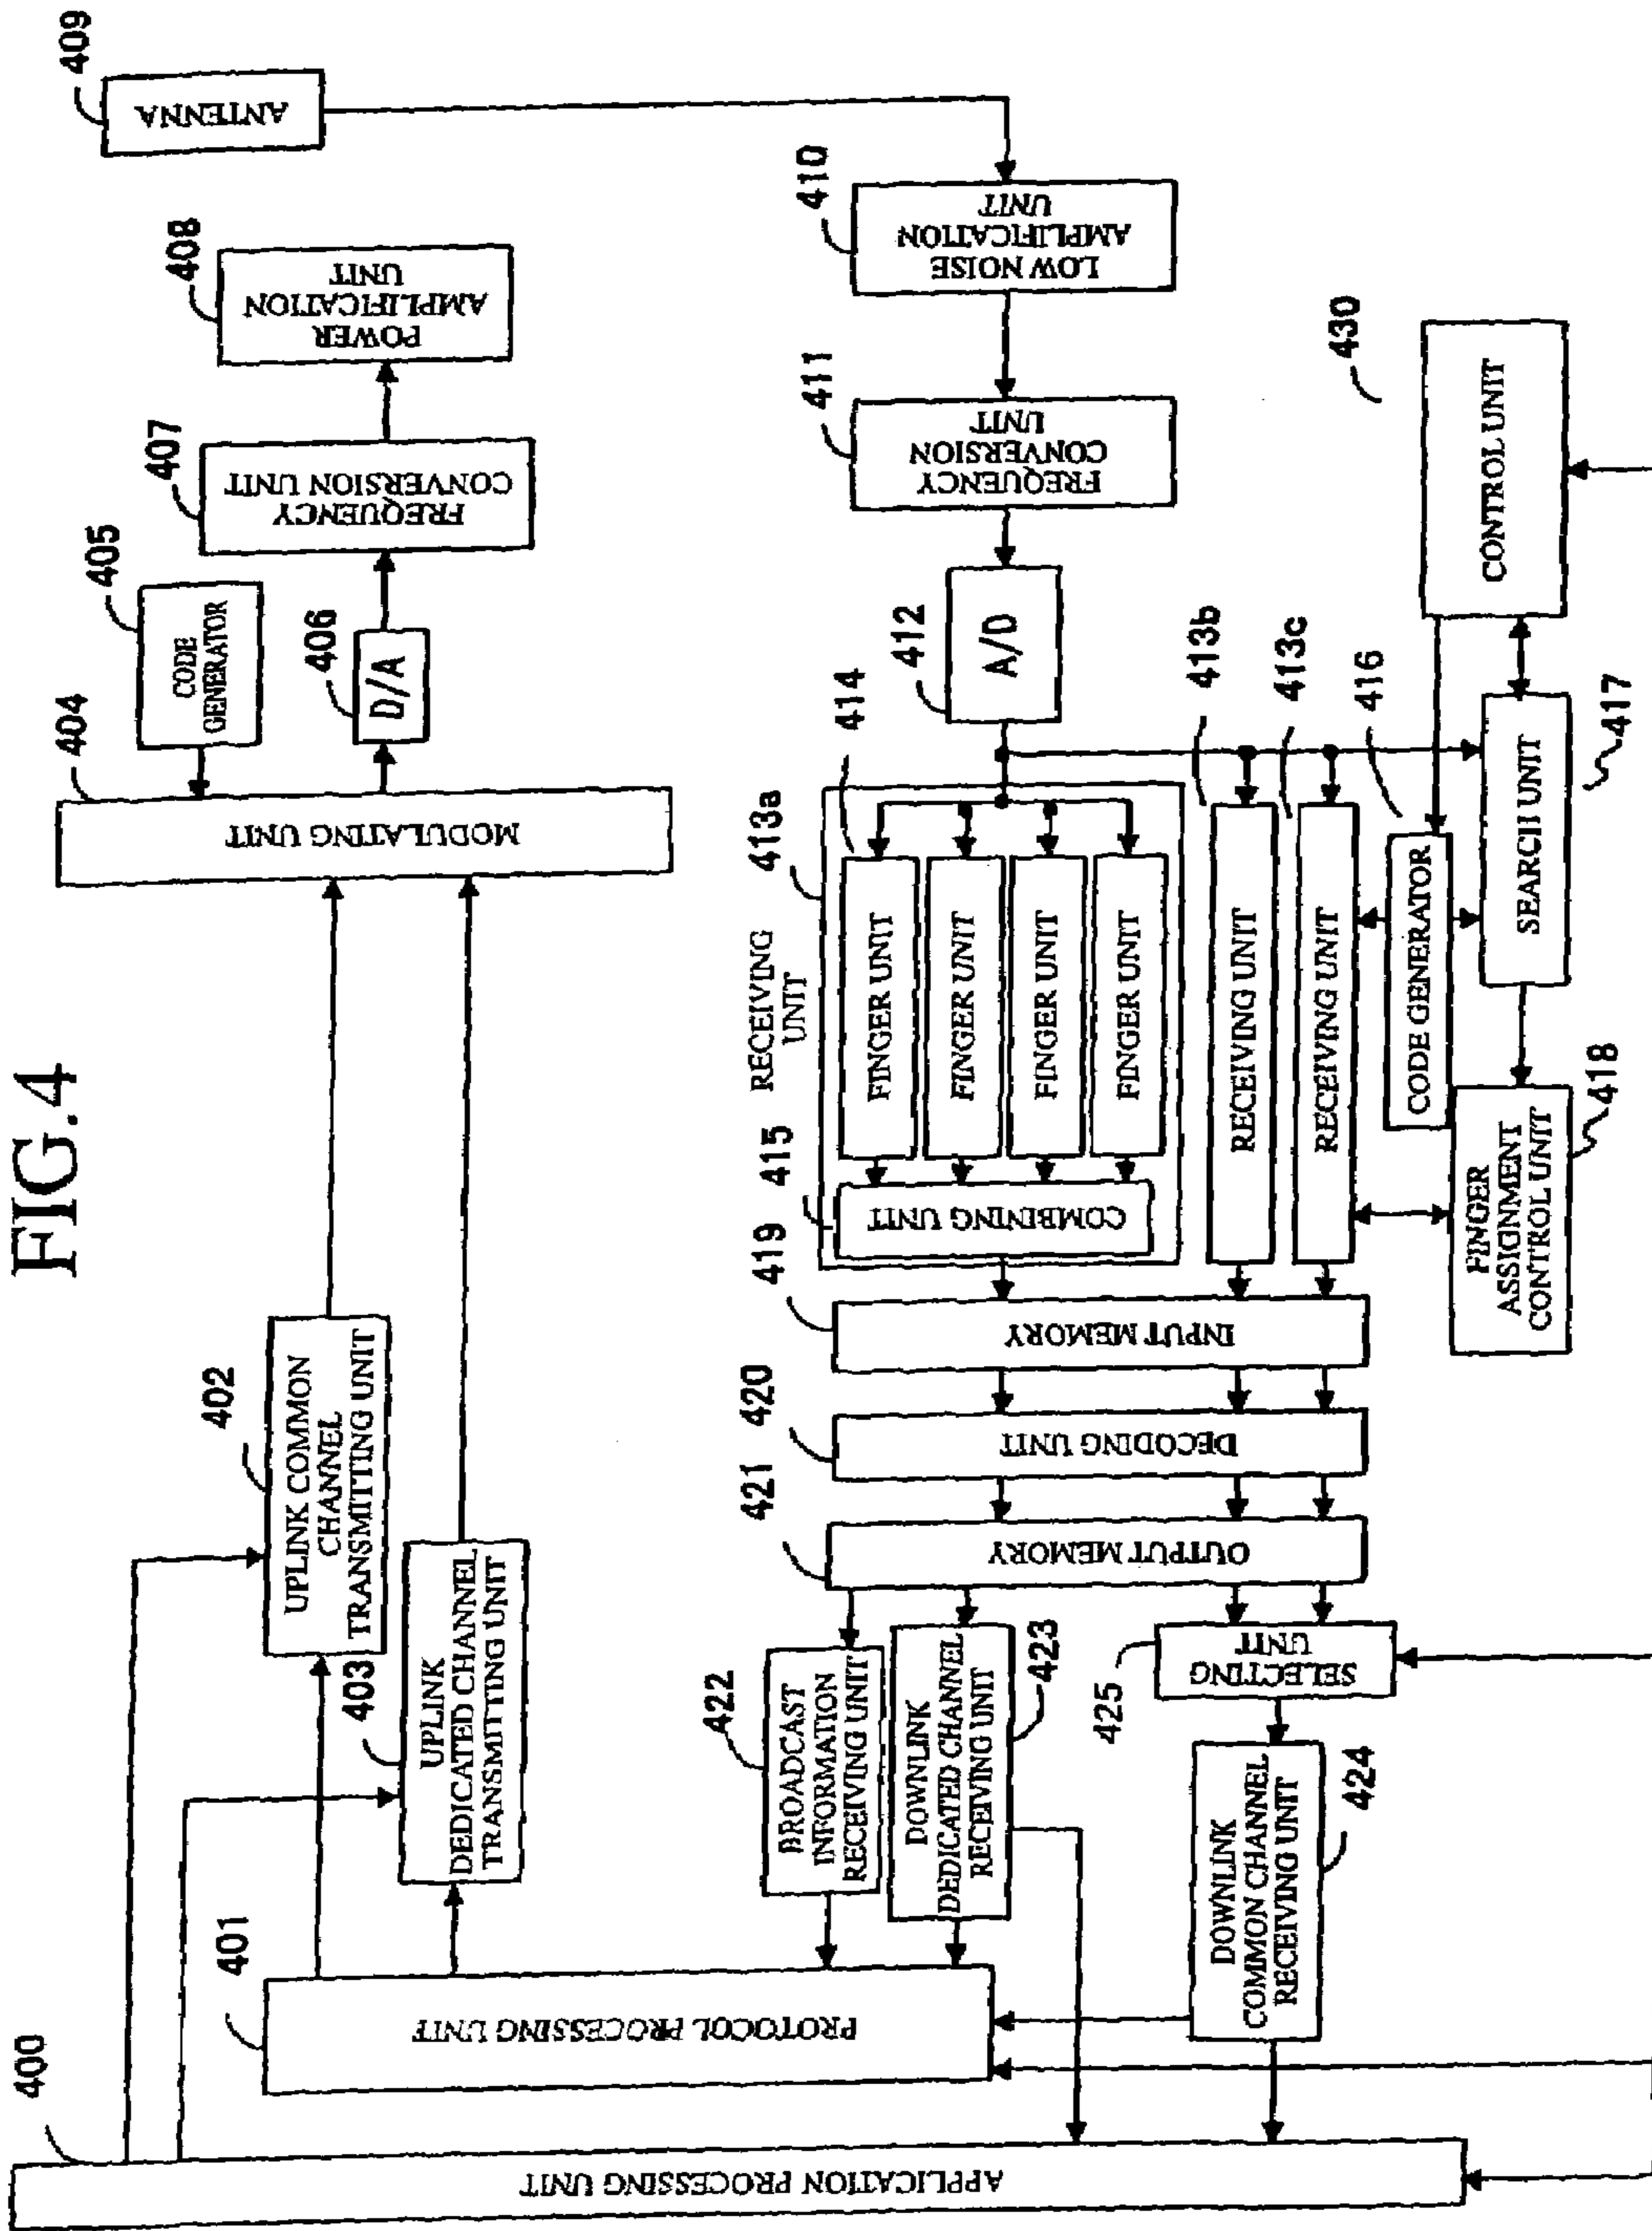 FIG.4
400
APPLICATION PROCESSING UNIT
401
PROTOCOL PROCESSING
UNIT
402
UPLINK COMMON
CHANNEL
TRANSMITTING UNIT
403
UPLINK
DEDICATED CHANNEL
TRANSMITTING UNIT
404
MODULATING UNIT
405
CODE
GENERATOR
406
D/A
407
FREQUENCY
CONVERSION UNIT
408
POWER
AMPLIFICATION
UNIT
409
ANTENNA
410
LOW NOISE
AMPLIFICATION
UNIT
411
FREQUENCY
CONVERSION
UNIT
412
A/D
RECEIVING
UNIT
413a
414
FINGER UNIT
FINGER UNIT
FINGER UNIT
FINGER UNIT
415
COMBINING
UNIT
413b
RECEIVING UNIT
413c
RECEIVING UNIT
416
CODE GENERATOR
SEARCH UNIT
417
FINGER
ASSIGNMENT
CONTROL UNIT
418
430
CONTROL UNIT
419
INPUT MEMORY
420
DECODING UNIT
421
OUTPUT MEMORY
422
BROADCAST
INFORMATION
RECEIVING UNIT
DOWNLINK
DEDICATED CHANNEL
RECEIVING UNIT
423
425
SELECTING
UNIT
DOWNLINK
COMMON CHANNEL
RECEIVING UNIT
424